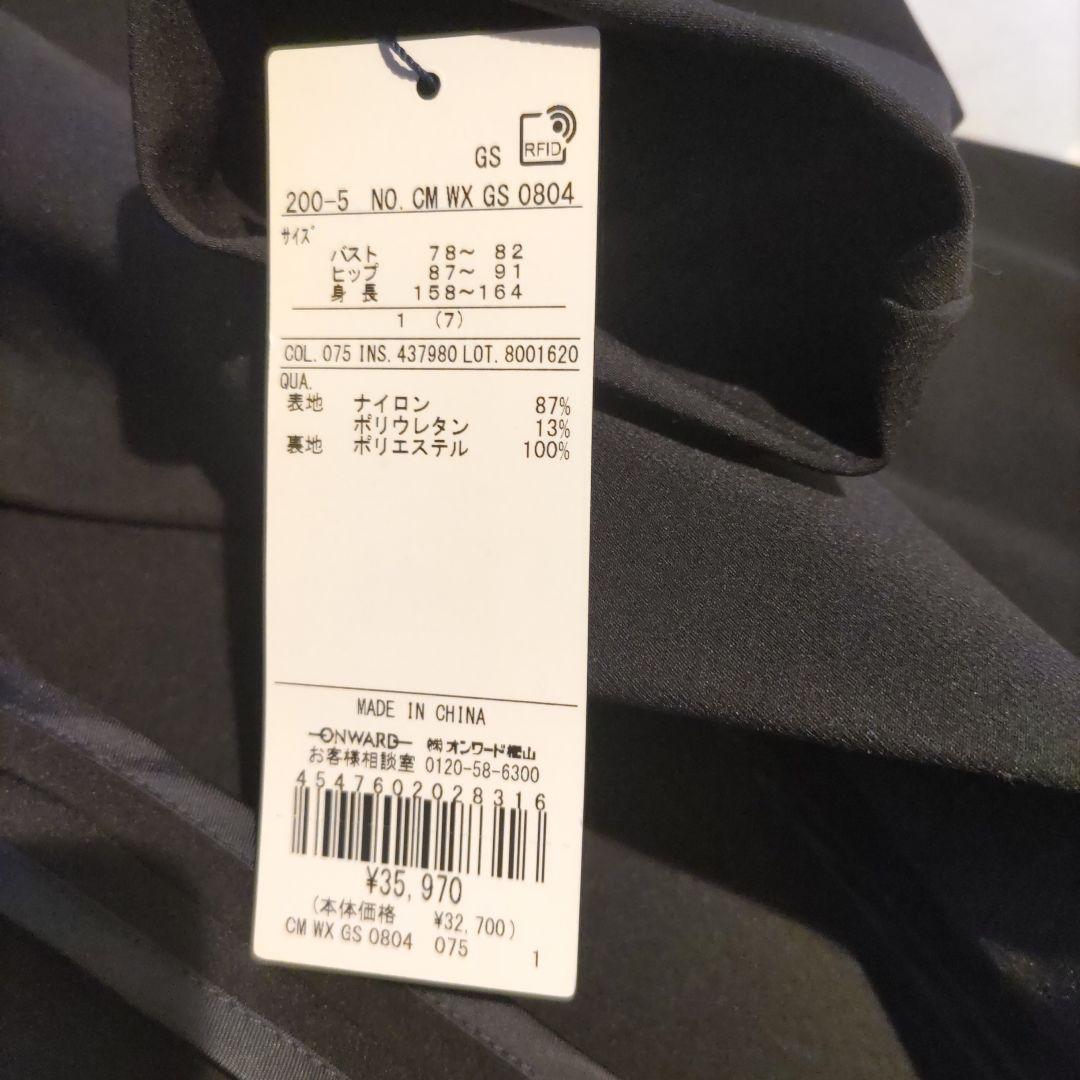 GS RFID
200-5 NO. CM WX GS 0804
サイズ
バスト 78～ 82
ヒップ 87～ 91
身 長 158～164
1 (7)
COL. 075 INS. 437980 LOT. 8001620
QUA.
表地 ナイロン 87%
ポリウレタン 13%
裏地 ポリエステル 100%
MADE IN CHINA
ONWARD ㈱オンワード樫山
お客様相談室 0120-58-6300
4547602028316
¥35,970
(本体価格 ¥32,700)
CM WX GS 0804 075 1